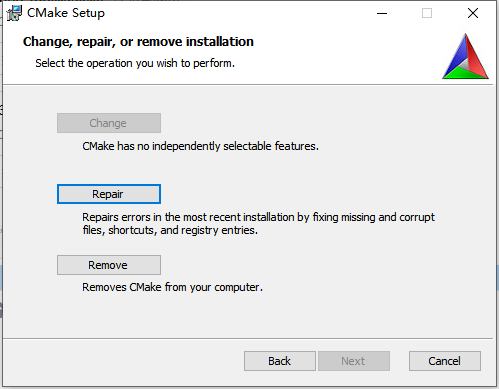 CMake Setup
Change, repair, or remove installation
Select the operation you wish to perform.
Change
CMake has no independently selectable features.
Repair
Repairs errors in the most recent installation by fixing missing and corrupt
files, shortcuts, and registry entries.
Remove
Removes CMake from your computer.
Back
Next
Cancel